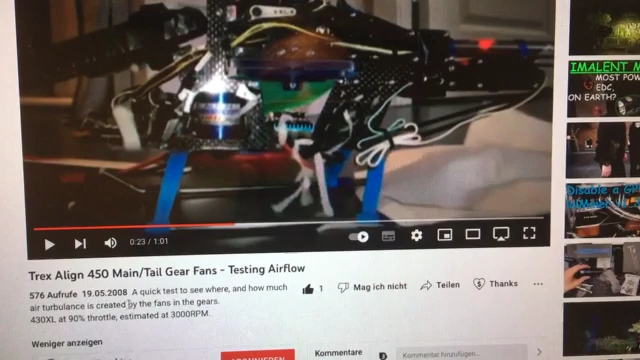 0:23 / 1:01
Trex Align 450 Main/Tail Gear Fans - Testing Airflow
576 Aufrufe 19.05.2008 A quick test to see where, and how much
air turbulance is created by the fans in the gears.
430XL at 90% throttle, estimated at 3000RPM.
1
Mag ich nicht
Teilen
Thanks
Weniger anzeigen
Kommentare
Kommentar hinzufügen...
IMALENT M
MOST POW
EDC,
ON EARTH?
Disable a G